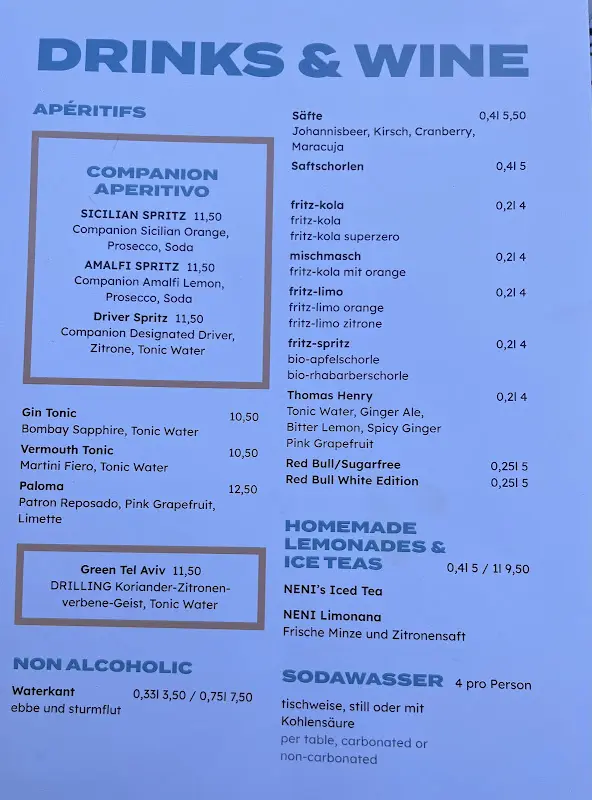 DRINKS & WINE
APÉRITIFS
COMPANION
APERITIVO
SICILIAN SPRITZ 11,50
Companion Sicilian Orange,
Prosecco, Soda
AMALFI SPRITZ 11,50
Companion Amalfi Lemon,
Prosecco, Soda
Driver Spritz 11,50
Companion Designated Driver,
Zitrone, Tonic Water
Gin Tonic 10,50
Bombay Sapphire, Tonic Water
Vermouth Tonic 10,50
Martini Fiero, Tonic Water
Paloma 12,50
Patron Reposado, Pink Grapefruit,
Limette
Green Tel Aviv 11,50
DRILLING Koriander-Zitronen-
verbene-Geist, Tonic Water
NON ALCOHOLIC
Waterkant 0,33l 3,50 / 0,75l 7,50
ebbe und sturmflut
Säfte 0,4l 5,50
Johannisbeer, Kirsch, Cranberry,
Maracuja
Saftschorlen 0,4l 5
fritz-kola 0,2l 4
fritz-kola
fritz-kola superzero
mischmasch 0,2l 4
fritz-kola mit orange
fritz-limo 0,2l 4
fritz-limo orange
fritz-limo zitrone
fritz-spritz 0,2l 4
bio-apfelschorle
bio-rhabarberschorle
Thomas Henry 0,2l 4
Tonic Water, Ginger Ale,
Bitter Lemon, Spicy Ginger
Pink Grapefruit
Red Bull/Sugarfree 0,25l 5
Red Bull White Edition 0,25l 5
HOMEMADE
LEMONADES &
ICE TEAS 0,4l 5 / 1l 9,50
NENI's Iced Tea
NENI Limonana
Frische Minze und Zitronensaft
SODAWASSER 4 pro Person
tischweise, still oder mit
Kohlensäure
per table, carbonated or
non-carbonated